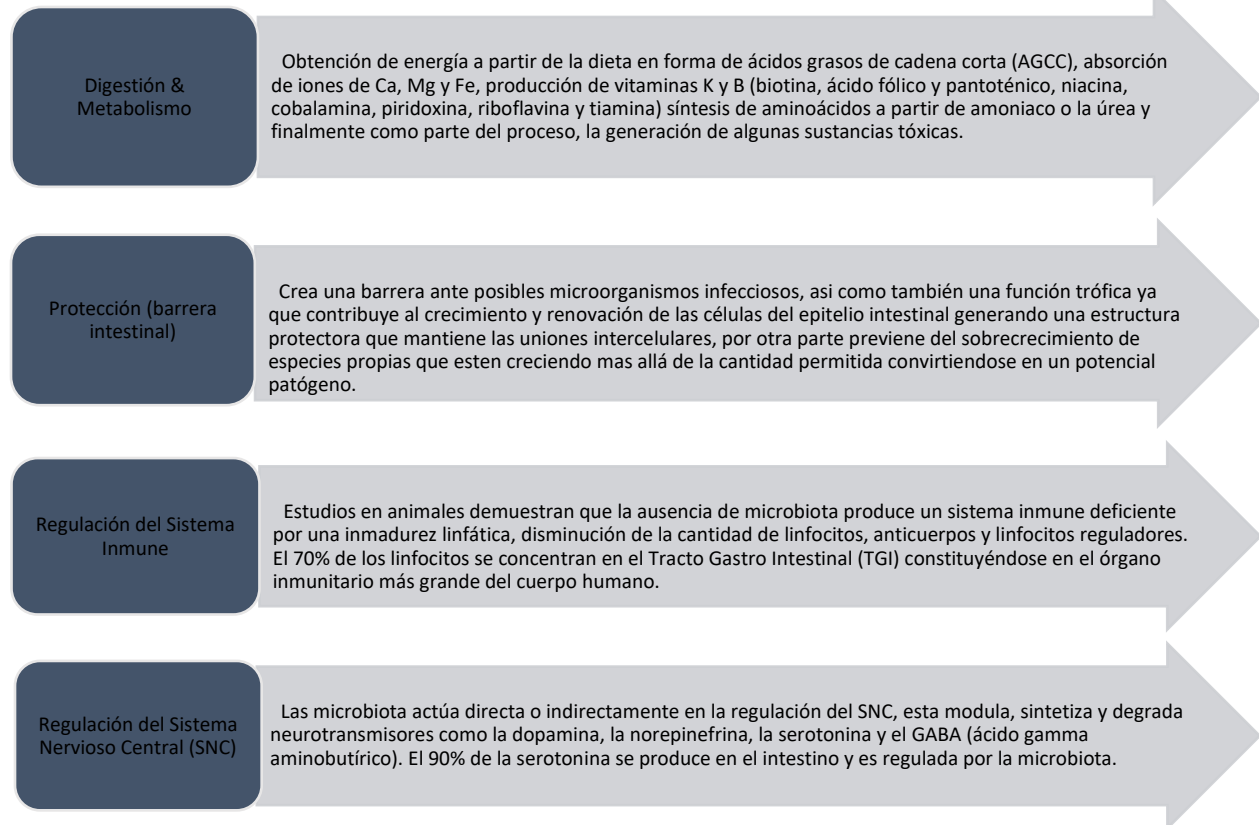 Digestión &
Metabolismo
Obtención de energía a partir de la dieta en forma de ácidos grasos de cadena corta (AGCC), absorción
de iones de Ca, Mg y Fe, producción de vitaminas K y B (biotina, ácido fólico y pantoténico, niacina,
cobalamina, piridoxina, riboflavina y tiamina) síntesis de aminoácidos a partir de amoniaco o la úrea y
finalmente como parte del proceso, la generación de algunas sustancias tóxicas.
Protección (barrera
intestinal)
Crea una barrera ante posibles microorganismos infecciosos, asi como también una función trófica ya
que contribuye al crecimiento y renovación de las células del epitelio intestinal generando una estructura
protectora que mantiene las uniones intercelulares, por otra parte previene del sobrecrecimiento de
especies propias que esten creciendo mas allá de la cantidad permitida convirtiendose en un potencial
patógeno.
Regulación del Sistema
Inmune
Estudios en animales demuestran que la ausencia de microbiota produce un sistema inmune deficiente
por una inmadurez linfática, disminución de la cantidad de linfocitos, anticuerpos y linfocitos reguladores.
El 70% de los linfocitos se concentran en el Tracto Gastro Intestinal (TGI) constituyéndose en el órgano
inmunitario más grande del cuerpo humano.
Regulación del Sistema
Nervioso Central (SNC)
Las microbiota actúa directa o indirectamente en la regulación del SNC, esta modula, sintetiza y degrada
neurotransmisores como la dopamina, la norepinefrina, la serotonina y el GABA (ácido gamma
aminobutírico). El 90% de la serotonina se produce en el intestino y es regulada por la microbiota.